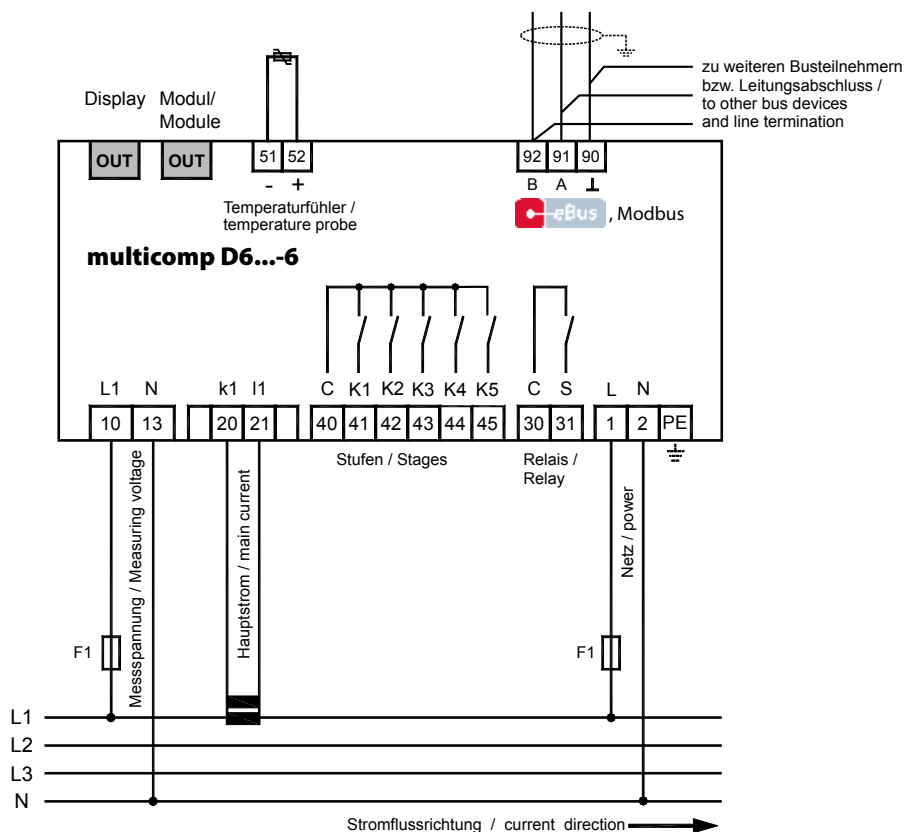 zu weiteren Busteilnehmern
bzw. Leitungsabschluss /
to other bus devices
and line termination
Display
Modul/
Module
OUT
OUT
51
52
92
91
90
-
+
B
A
Temperaturfühler /
temperature probe
eBus
, Modbus
multicomp D6...-6
L1
N
k1
l1
C
K1
K2
K3
K4
K5
C
S
L
N
10
13
20
21
40
41
42
43
44
45
30
31
1
2
PE
Stufen / Stages
Relais /
Relay
Messspannung / Measuring voltage
Hauptstrom / main current
Netz / power
F1
F1
L1
L2
L3
N
Stromflussrichtung / current direction